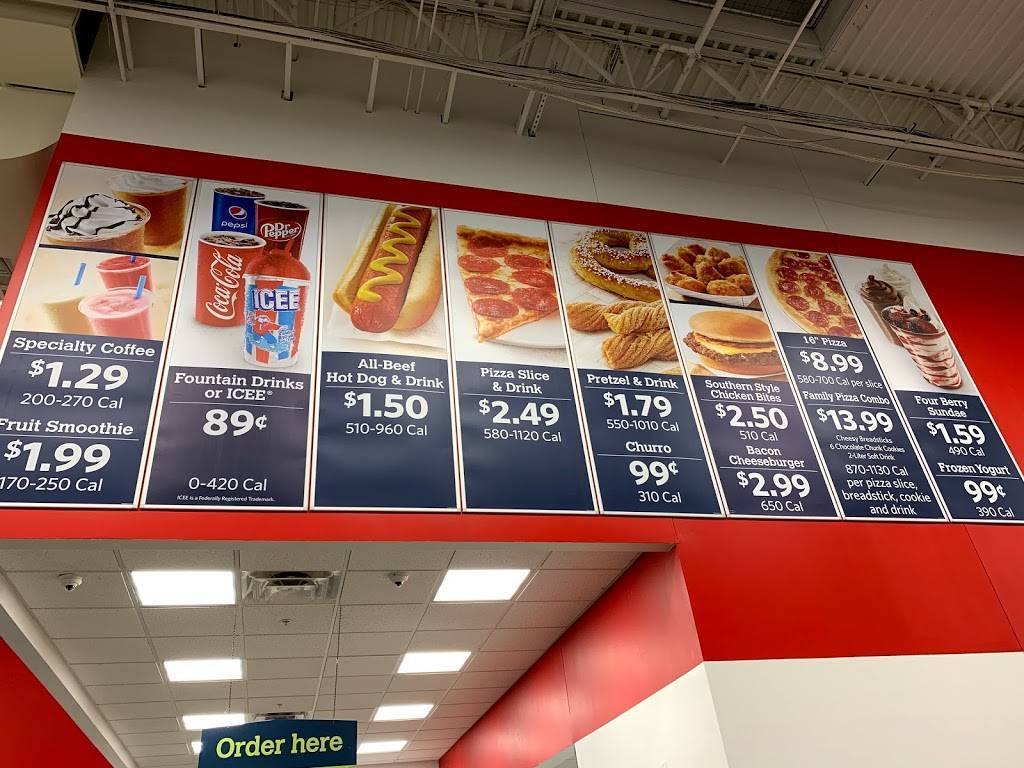 Specialty Coffee
$1.29
200-270 Cal
Fruit Smoothie
$1.99
170-250 Cal
pepsi
Dr Pepper
Coca-Cola
ICEE
Fountain Drinks
or ICEE®
89¢
0-420 Cal
ICEE is a Federally Registered Trademark.
All-Beef
Hot Dog & Drink
$1.50
510-960 Cal
Pizza Slice
& Drink
$2.49
580-1120 Cal
Pretzel & Drink
$1.79
550-1010 Cal
Churro
99¢
310 Cal
Southern Style
Chicken Bites
$2.50
510 Cal
Bacon
Cheeseburger
$2.99
650 Cal
16" Pizza
$8.99
580-700 Cal per slice
Family Pizza Combo
$13.99
Cheesy Breadsticks
6 Chocolate Chunk Cookies
2-Liter Soft Drink
870-1130 Cal
per pizza slice,
breadstick, cookie
and drink
Four Berry
Sundae
$1.59
490 Cal
Frozen Yogurt
99¢
390 Cal
Order here